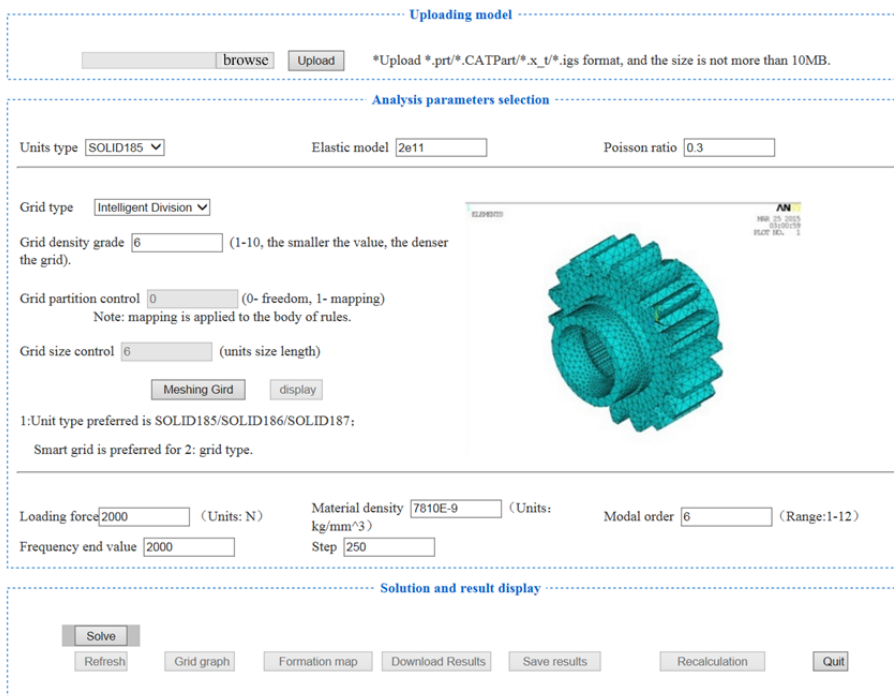 Uploading model
browse Upload *Upload *.prt/*.CATPart/*.x_t/*.igs format, and the size is not more than 10MB.
Analysis parameters selection
Units type SOLID185 Elastic model 2e11 Poisson ratio 0.3
Grid type Intelligent Division
Grid density grade 6 (1-10, the smaller the value, the denser
the grid).
Grid partition control 0 (0- freedom, 1- mapping)
Note: mapping is applied to the body of rules.
Grid size control 6 (units size length)
Meshing Gird display
1:Unit type preferred is SOLID185/SOLID186/SOLID187;
Smart grid is preferred for 2: grid type.
1
ELEMENTS
AN
MAR 25 2015
03:00:59
PLOT NO. 1
Loading force 2000 (Units: N) Material density 7810E-9 (Units:
kg/mm^3) Modal order 6 (Range:1-12)
Frequency end value 2000 Step 250
Solution and result display
Solve
Refresh Grid graph Formation map Download Results Save results Recalculation Quit